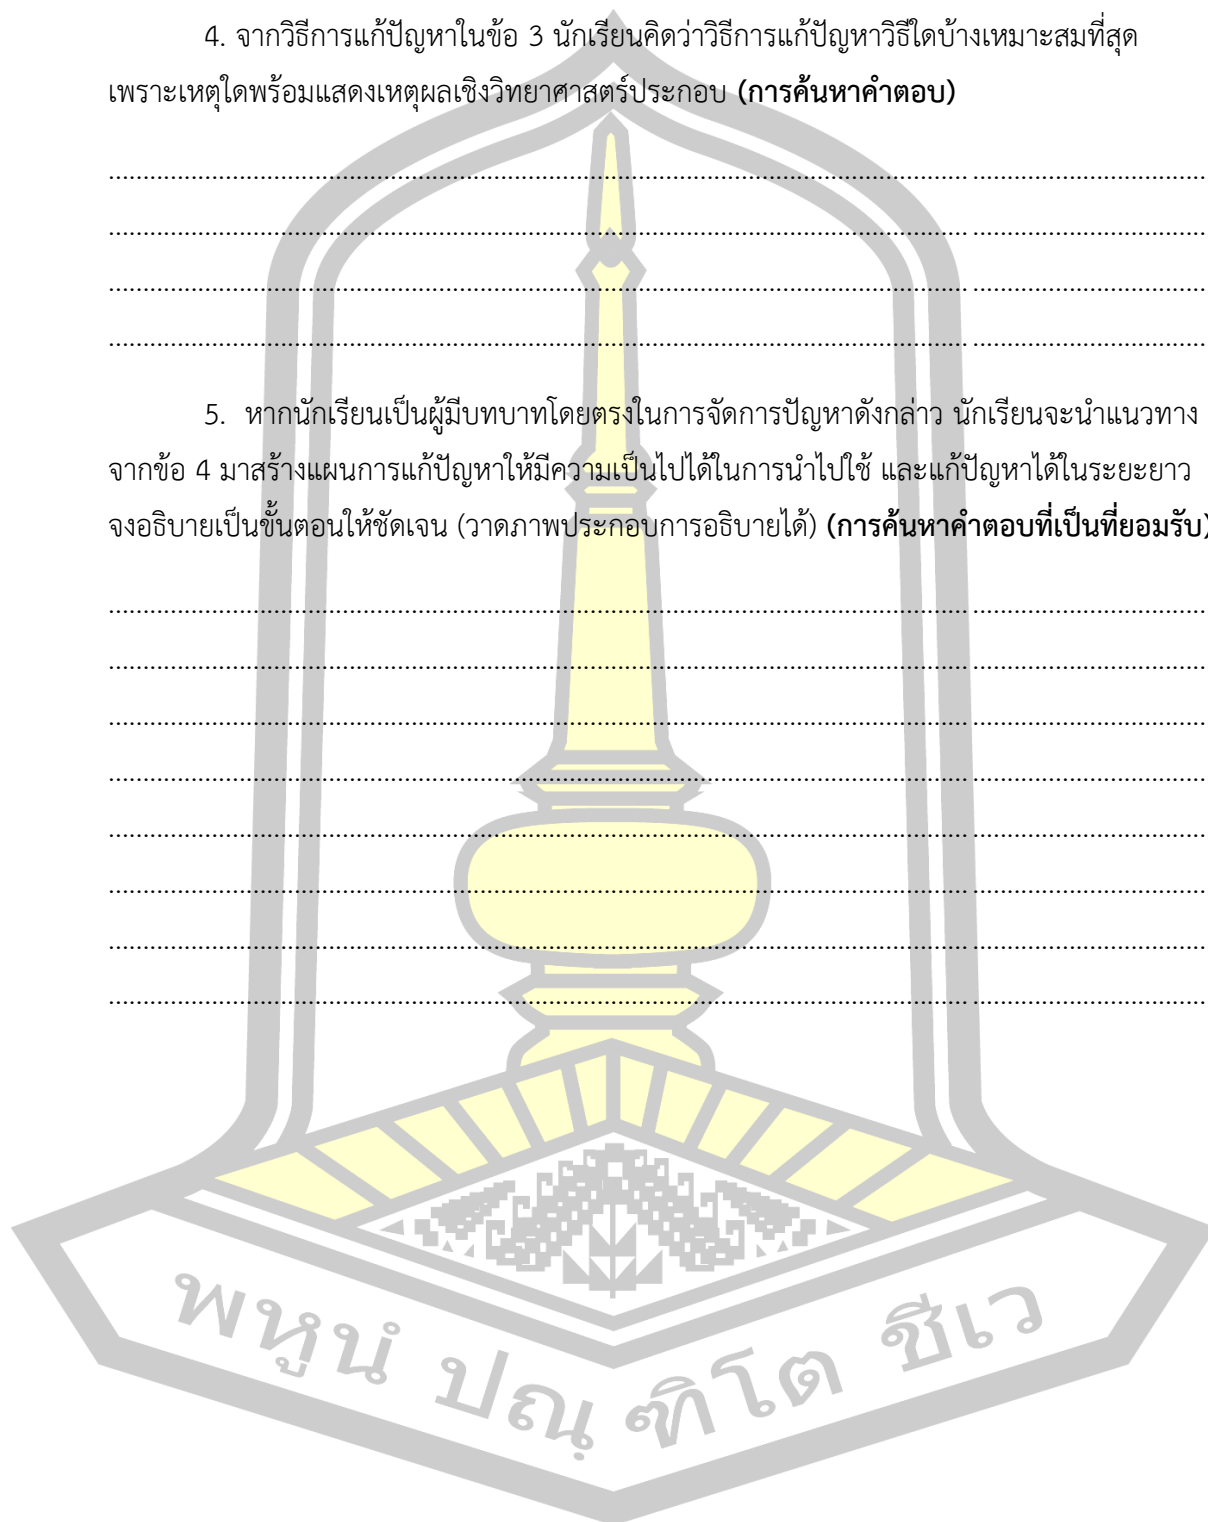 4. จากวิธีการแก้ปัญหาในข้อ 3 นักเรียนคิดว่าวิธีการแก้ปัญหาวิธีใดบ้างเหมาะสมที่สุด
เพราะเหตุใดพร้อมแสดงเหตุผลเชิงวิทยาศาสตร์ประกอบ (การค้นหาคำตอบ)
........................................................................................................................................................
........................................................................................................................................................
........................................................................................................................................................
........................................................................................................................................................
5. หากนักเรียนเป็นผู้มีบทบาทโดยตรงในการจัดการปัญหาดังกล่าว นักเรียนจะนำแนวทาง
จากข้อ 4 มาสร้างแผนการแก้ปัญหาให้มีความเป็นไปได้ในการนำไปใช้ และแก้ปัญหาได้ในระยะยาว
จงอธิบายเป็นขั้นตอนให้ชัดเจน (วาดภาพประกอบการอธิบายได้) (การค้นหาคำตอบที่เป็นที่ยอมรับ)
........................................................................................................................................................
........................................................................................................................................................
........................................................................................................................................................
........................................................................................................................................................
........................................................................................................................................................
........................................................................................................................................................
........................................................................................................................................................
........................................................................................................................................................
พหูนํ ปณฺฑิโต ชีเว